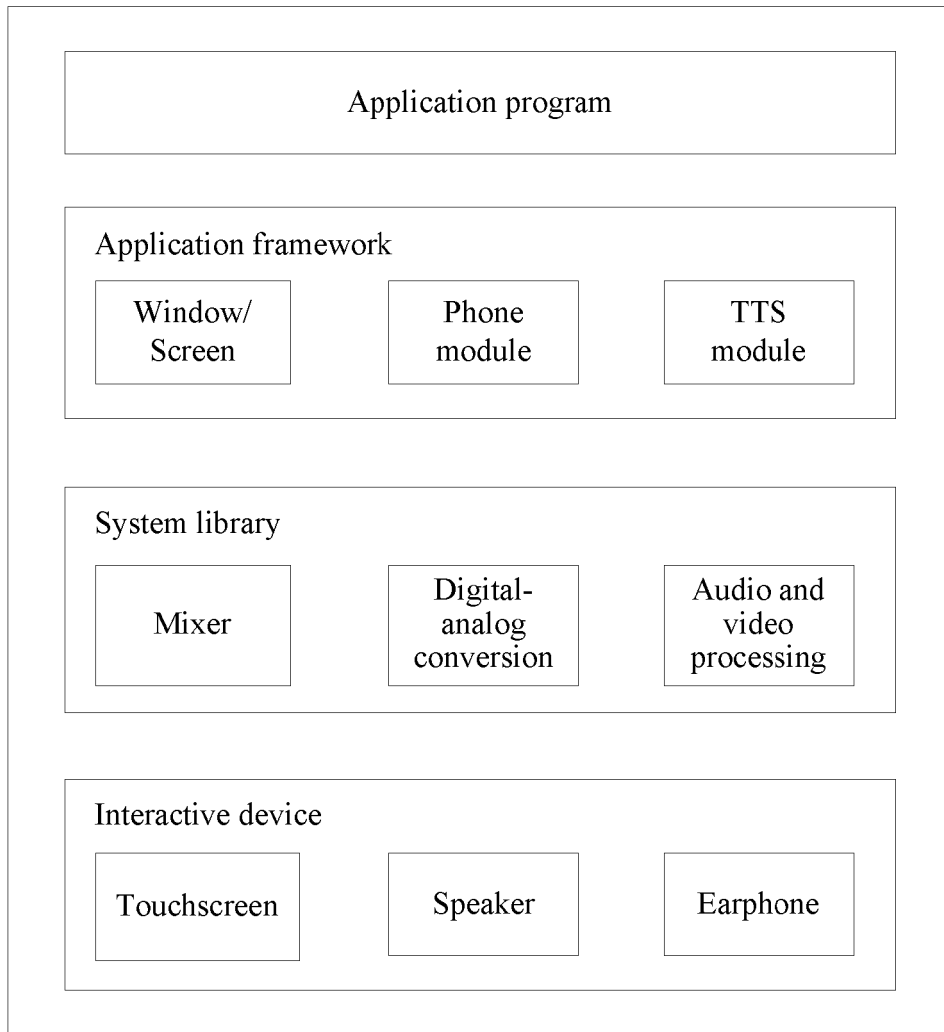 Application program
Application framework
Window/
Screen
Phone
module
TTS
module
System library
Mixer
Digital-
analog
conversion
Audio and
video
processing
Interactive device
Touchscreen
Speaker
Earphone